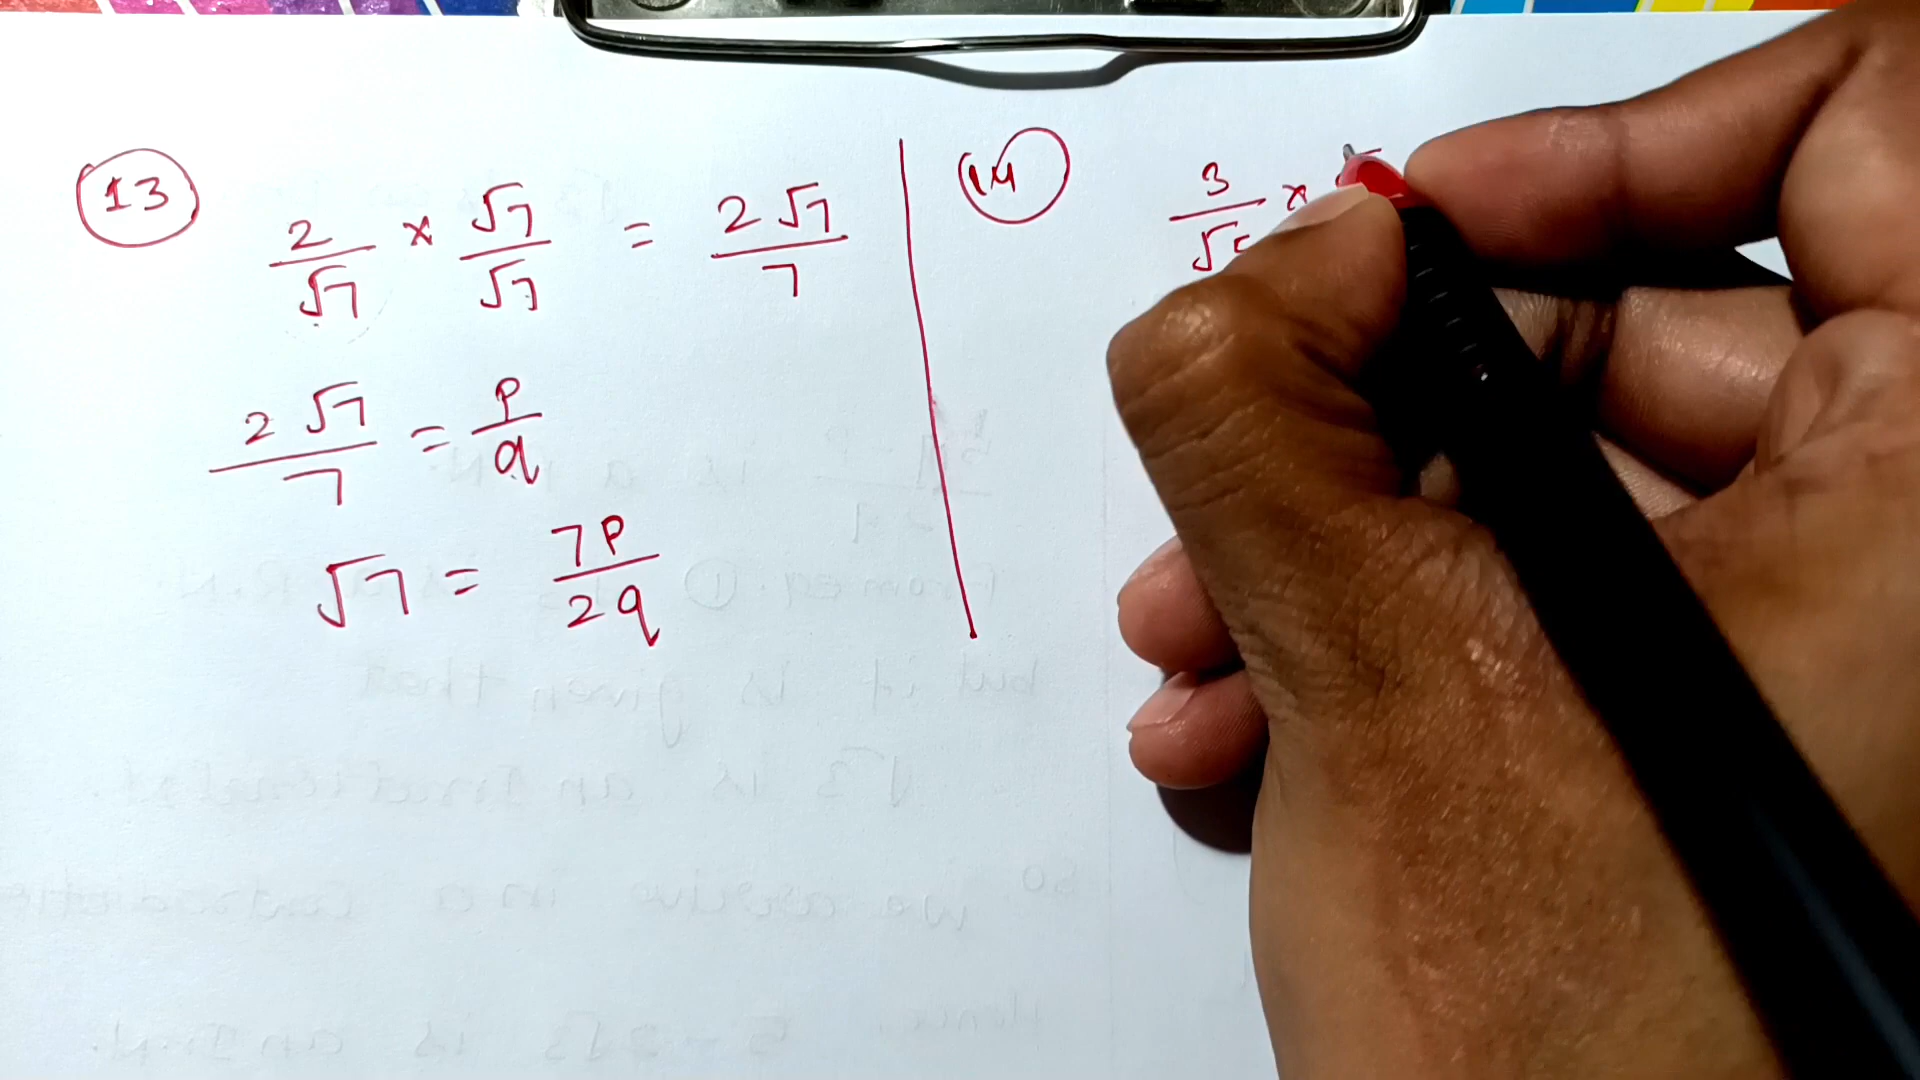 13
2/√7 × √7/√7 = 2√7/7
2√7/7 = p/q
√7 = 7p/2q
14
3/√5 ×